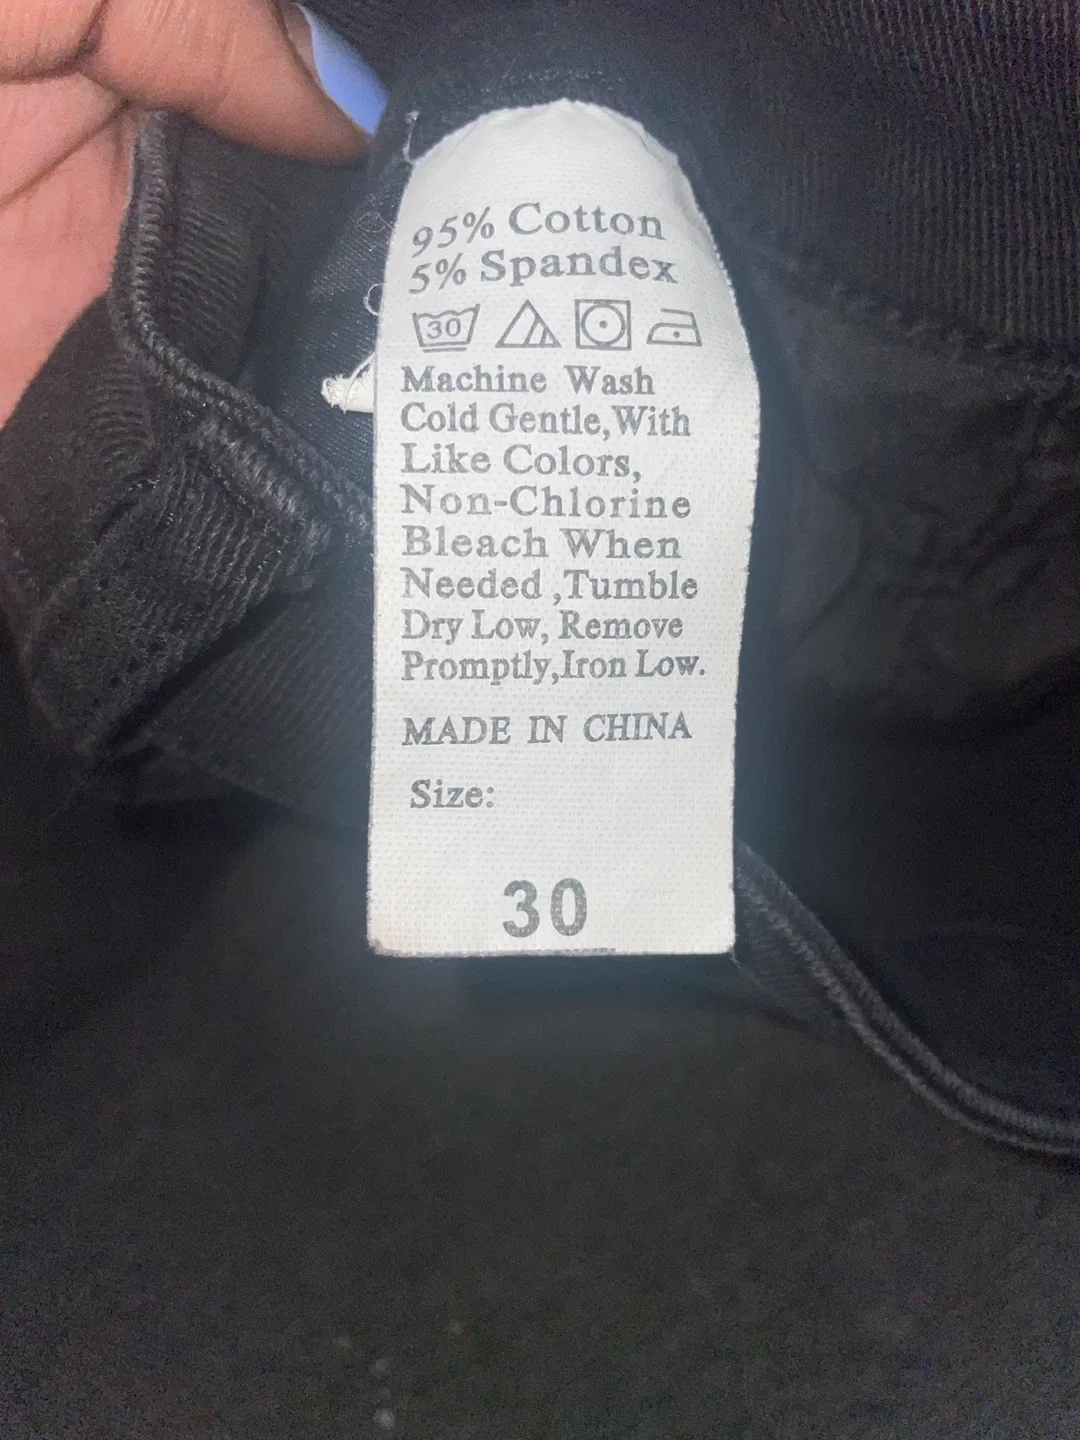 95% Cotton
5% Spandex
30
Machine Wash
Cold Gentle,With
Like Colors,
Non-Chlorine
Bleach When
Needed ,Tumble
Dry Low, Remove
Promptly,Iron Low.
MADE IN CHINA
Size:
30